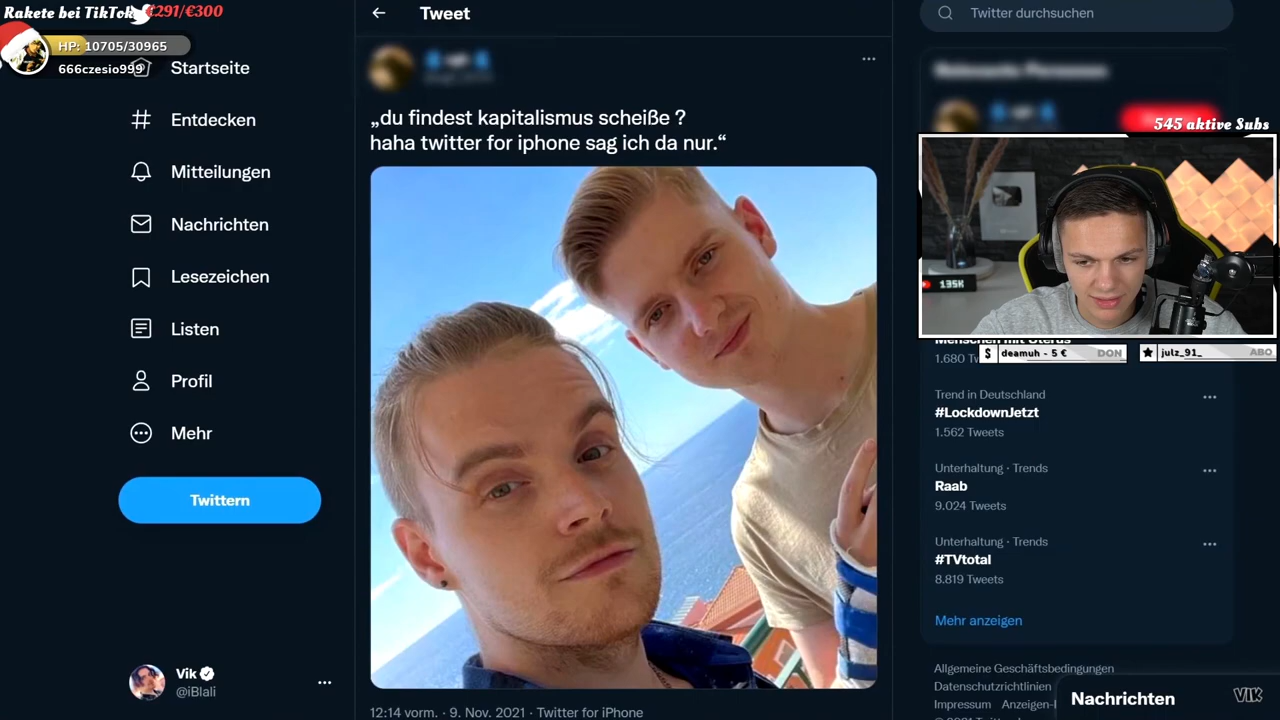 Rakete bei TikTok
€291/€300
HP: 10705/30965
666czesio999
Startseite
Entdecken
Mitteilungen
Nachrichten
Lesezeichen
Listen
Profil
Mehr
Twittern
Vik
@iBlali
Tweet
„du findest kapitalismus scheiße ?
haha twitter for iphone sag ich da nur.“
12:14 vorm. · 9. Nov. 2021 · Twitter for iPhone
Twitter durchsuchen
545 aktive Subs
135K
$ deamuh - 5 € DON
julz_91_ ABO
Menschen mit Uterus
1.680
Trend in Deutschland
#LockdownJetzt
1.562 Tweets
Unterhaltung · Trends
Raab
9.024 Tweets
Unterhaltung · Trends
#TVtotal
8.819 Tweets
Mehr anzeigen
Allgemeine Geschäftsbedingungen
Datenschutzrichtlinien
Impressum
Nachrichten
VIK